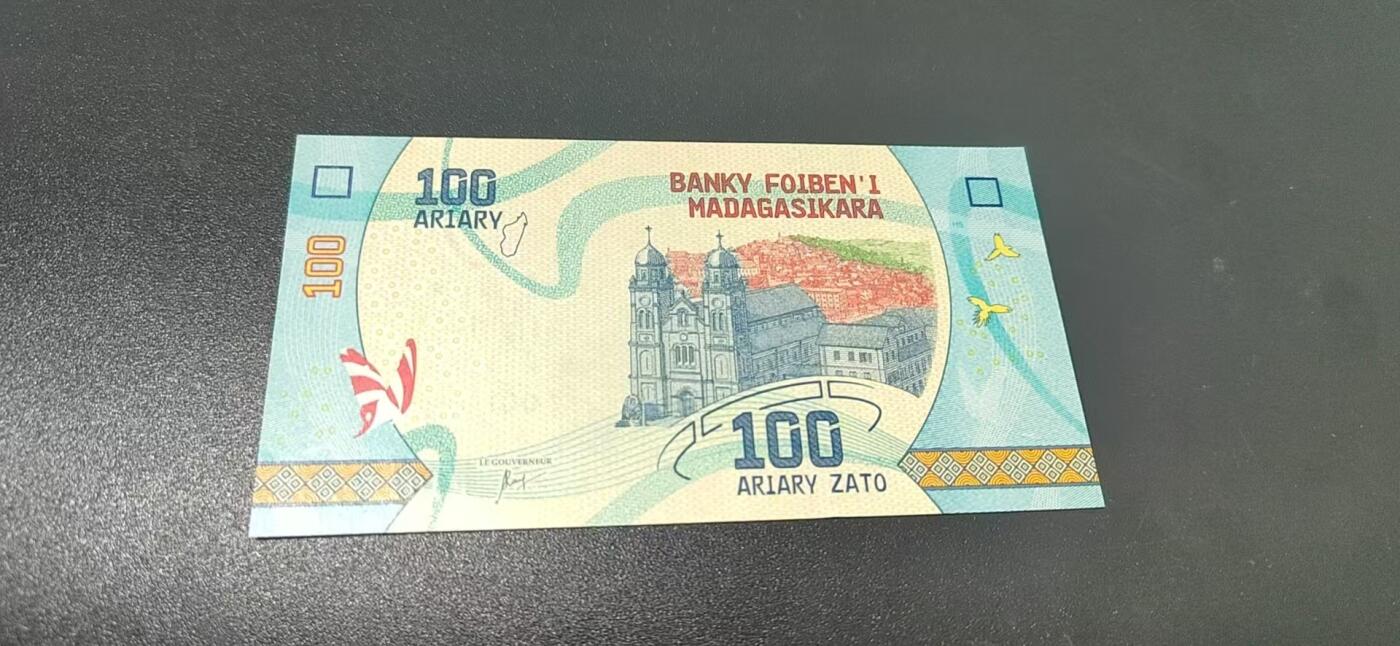 100
ARIARY
BANKY FOIBEN'I
MADAGASIKARA
100
LE GOUVERNEUR
100
ARIARY ZATO